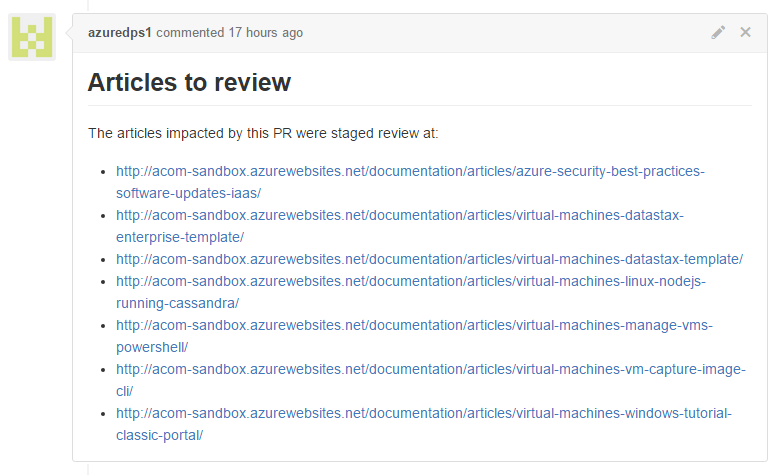 azuredps1 commented 17 hours ago
Articles to review
The articles impacted by this PR were staged review at:
• http://acom-sandbox.azurewebsites.net/documentation/articles/azure-security-best-practices-
software-updates-iaas/
• http://acom-sandbox.azurewebsites.net/documentation/articles/virtual-machines-datastax-
enterprise-template/
• http://acom-sandbox.azurewebsites.net/documentation/articles/virtual-machines-datastax-template/
• http://acom-sandbox.azurewebsites.net/documentation/articles/virtual-machines-linux-nodejs-
running-cassandra/
• http://acom-sandbox.azurewebsites.net/documentation/articles/virtual-machines-manage-vms-
powershell/
• http://acom-sandbox.azurewebsites.net/documentation/articles/virtual-machines-vm-capture-image-
cli/
• http://acom-sandbox.azurewebsites.net/documentation/articles/virtual-machines-windows-tutorial-
classic-portal/